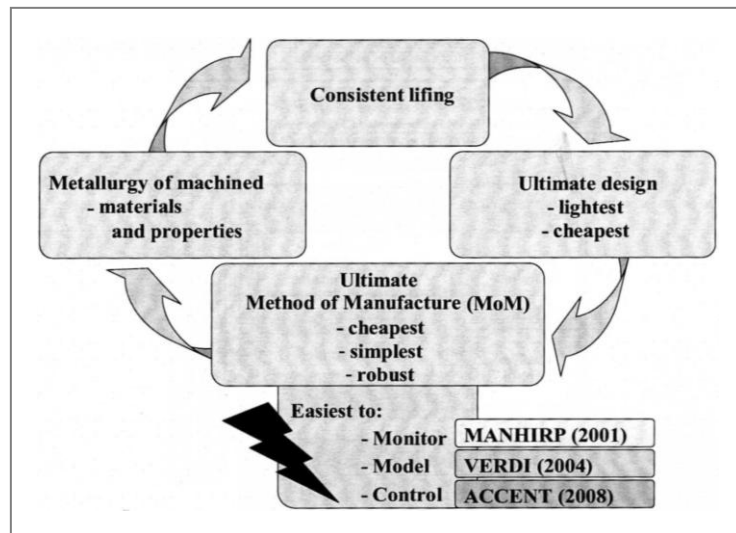 Consistent lifing
Metallurgy of machined
- materials
and properties
Ultimate design
- lightest
- cheapest
Ultimate
Method of Manufacture (MoM)
- cheapest
- simplest
- robust
Easiest to:
- Monitor MANHIRP (2001)
- Model VERDI (2004)
- Control ACCENT (2008)